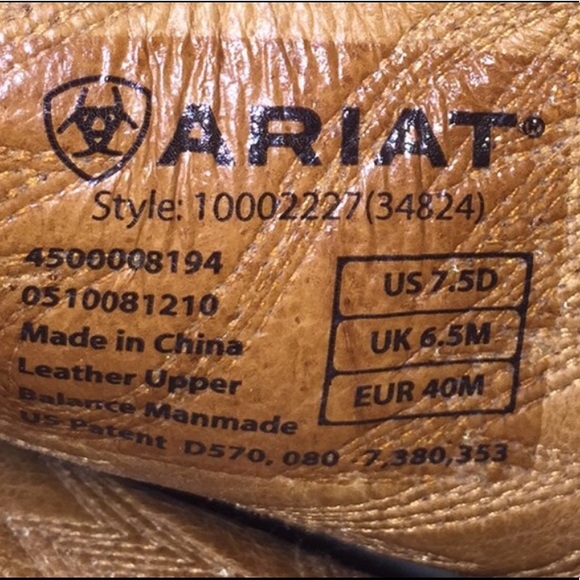 ARIAT®
Style: 10002227(34824)
4500008194
0510081210
Made in China
Leather Upper
Balance Manmade
US Patent D570, 080 7,380,353
US 7.5D
UK 6.5M
EUR 40M